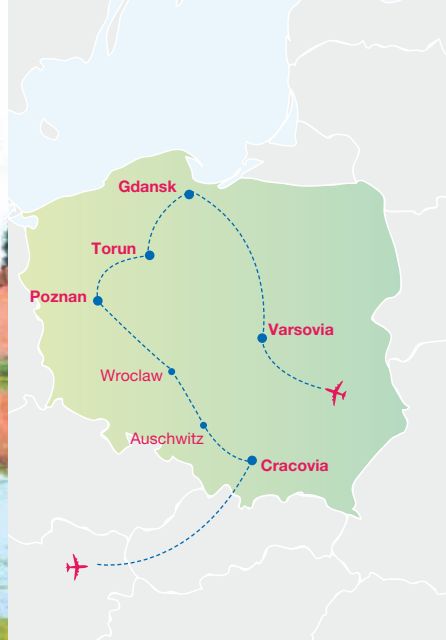 Gdansk
Torun
Poznan
Varsovia
Wroclaw
Auschwitz
Cracovia